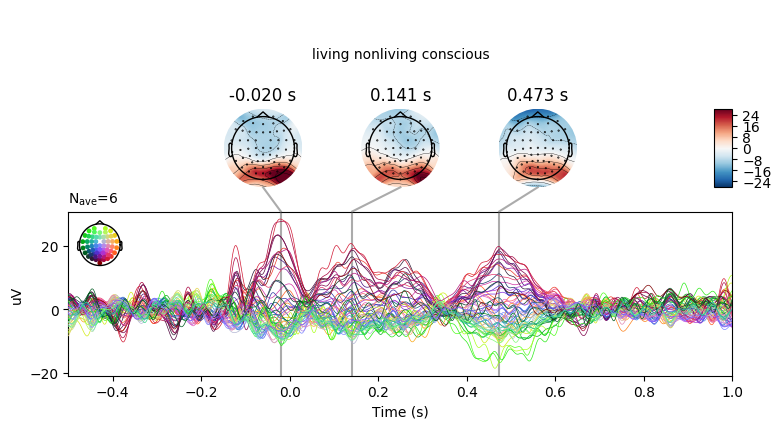 living nonliving conscious
-0.020 s 0.141 s 0.473 s
24
16
8
0
−8
−16
−24
Nave=6
20
0
−20
uV
−0.4 −0.2 0.0 0.2 0.4 0.6 0.8 1.0
Time (s)